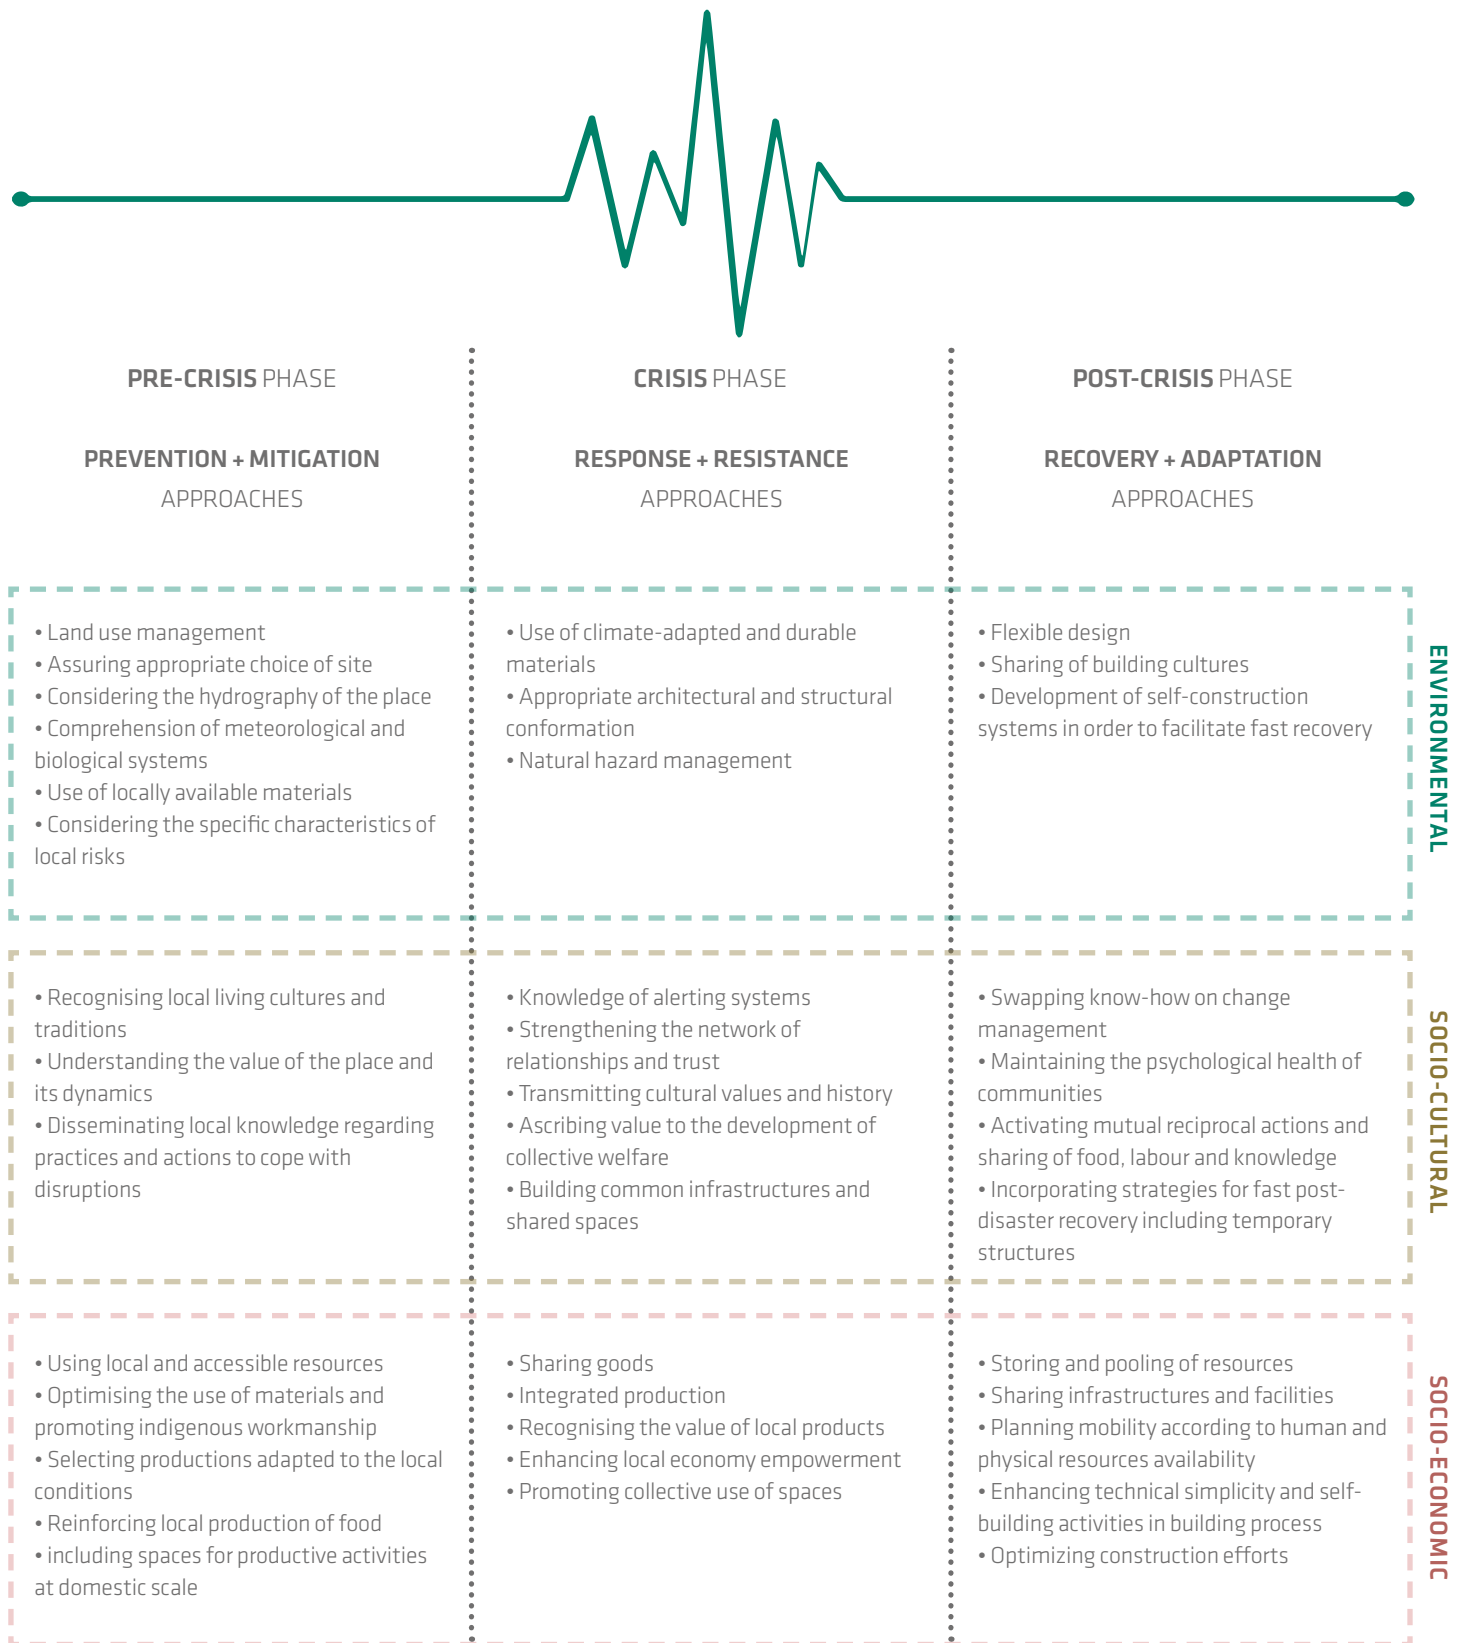 PRE-CRISIS PHASE
PREVENTION + MITIGATION
APPROACHES
CRISIS PHASE
RESPONSE + RESISTANCE
APPROACHES
POST-CRISIS PHASE
RECOVERY + ADAPTATION
APPROACHES
• Land use management
• Assuring appropriate choice of site
• Considering the hydrography of the place
• Comprehension of meteorological and
biological systems
• Use of locally available materials
• Considering the specific characteristics of
local risks
• Use of climate-adapted and durable
materials
• Appropriate architectural and structural
conformation
• Natural hazard management
• Flexible design
• Sharing of building cultures
• Development of self-construction
systems in order to facilitate fast recovery
ENVIRONMENTAL
• Recognising local living cultures and
traditions
• Understanding the value of the place and
its dynamics
• Disseminating local knowledge regarding
practices and actions to cope with
disruptions
• Knowledge of alerting systems
• Strengthening the network of
relationships and trust
• Transmitting cultural values and history
• Ascribing value to the development of
collective welfare
• Building common infrastructures and
shared spaces
• Swapping know-how on change
management
• Maintaining the psychological health of
communities
• Activating mutual reciprocal actions and
sharing of food, labour and knowledge
• Incorporating strategies for fast post-
disaster recovery including temporary
structures
SOCIO-CULTURAL
• Using local and accessible resources
• Optimising the use of materials and
promoting indigenous workmanship
• Selecting productions adapted to the local
conditions
• Reinforcing local production of food
• including spaces for productive activities
at domestic scale
• Sharing goods
• Integrated production
• Recognising the value of local products
• Enhancing local economy empowerment
• Promoting collective use of spaces
• Storing and pooling of resources
• Sharing infrastructures and facilities
• Planning mobility according to human and
physical resources availability
• Enhancing technical simplicity and self-
building activities in building process
• Optimizing construction efforts
SOCIO-ECONOMIC